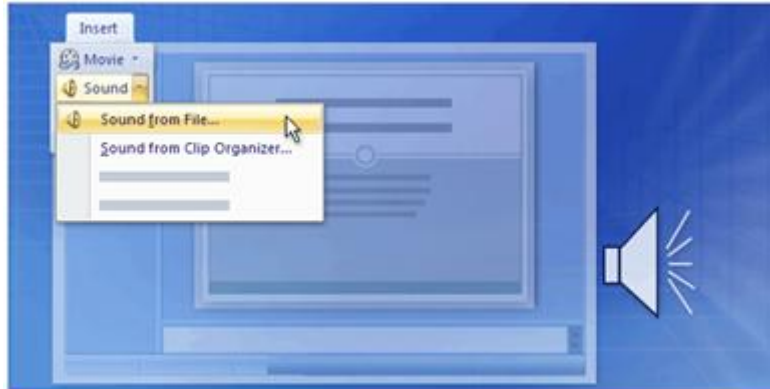 Insert
Movie
Sound
Sound from File...
Sound from Clip Organizer...